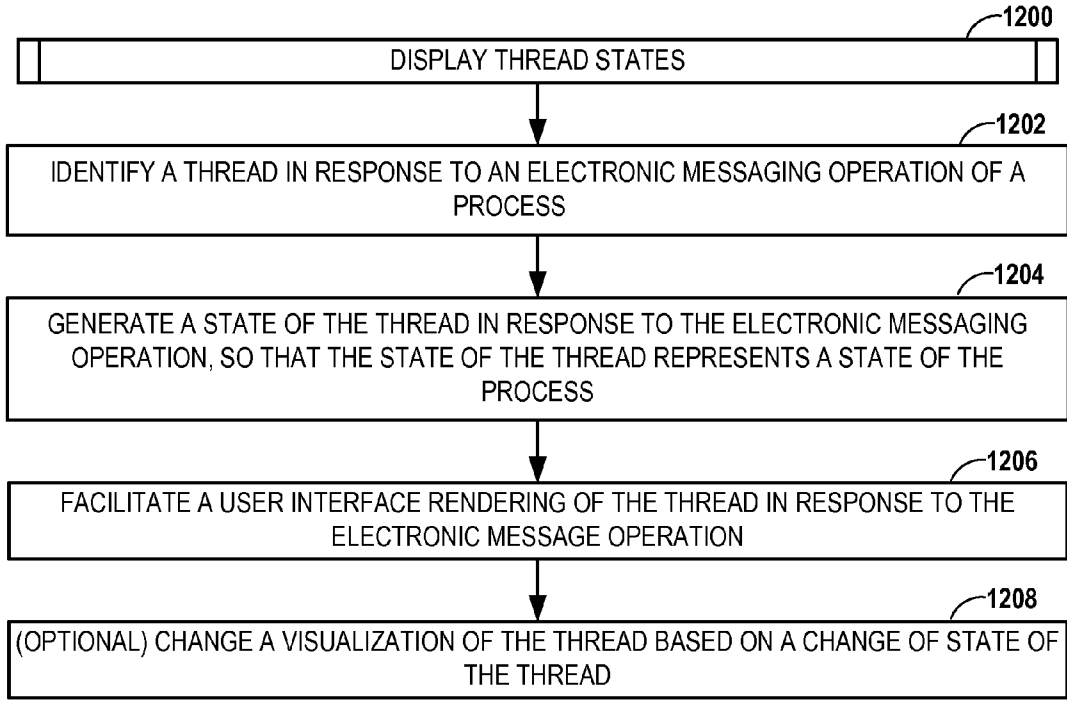 1200
DISPLAY THREAD STATES
1202
IDENTIFY A THREAD IN RESPONSE TO AN ELECTRONIC MESSAGING OPERATION OF A
PROCESS
1204
GENERATE A STATE OF THE THREAD IN RESPONSE TO THE ELECTRONIC MESSAGING
OPERATION, SO THAT THE STATE OF THE THREAD REPRESENTS A STATE OF THE
PROCESS
1206
FACILITATE A USER INTERFACE RENDERING OF THE THREAD IN RESPONSE TO THE
ELECTRONIC MESSAGE OPERATION
1208
(OPTIONAL) CHANGE A VISUALIZATION OF THE THREAD BASED ON A CHANGE OF STATE OF
THE THREAD